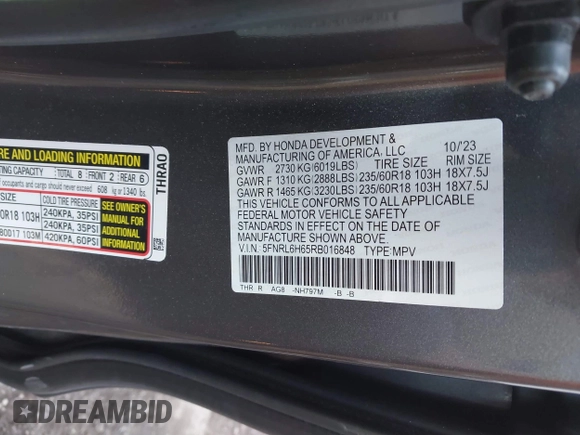 RE AND LOADING INFORMATION
TING CAPACITY TOTAL 8 FRONT 2 REAR 6
f occupants and cargo should never exceed 608 kg or 1340 lbs
SIZE COLD TIRE PRESSURE
0R18 103H 240KPA, 35PSI
240KPA, 35PSI
80D17 103M 420KPA, 60PSI
SEE OWNER'S
MANUAL FOR
ADDITIONAL
INFORMATION
THRA0
MFD. BY HONDA DEVELOPMENT &
MANUFACTURING OF AMERICA, LLC 10/'23
GVWR 2730 KG(6019LBS) TIRE SIZE RIM SIZE
GAWR F 1310 KG(2888LBS) 235/60R18 103H 18X7.5J
GAWR R 1465 KG(3230LBS) 235/60R18 103H 18X7.5J
THIS VEHICLE CONFORMS TO ALL APPLICABLE
FEDERAL MOTOR VEHICLE SAFETY
STANDARDS IN EFFECT ON THE DATE OF
MANUFACTURE SHOWN ABOVE.
V.I.N. 5FNRL6H65RB016848 TYPE:MPV
THR R AG8 -NH797M -B -B
DREAMBID